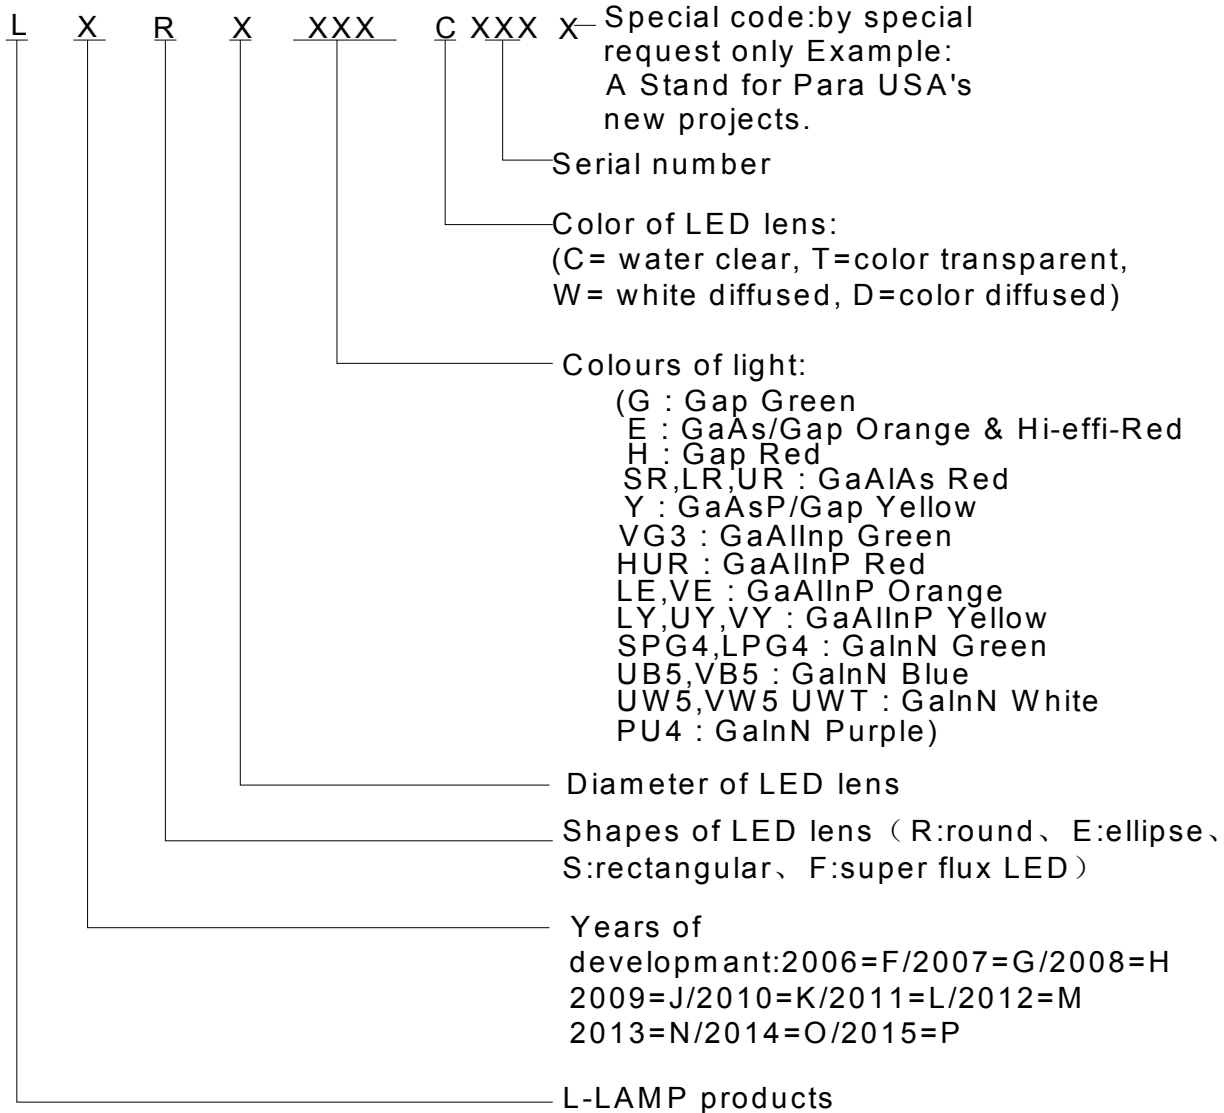 L X R X XXX C XXX X Special code:by special
request only Example:
A Stand for Para USA's
new projects.
Serial number
Color of LED lens:
(C= water clear, T=color transparent,
W= white diffused, D=color diffused)
Colours of light:
(G : Gap Green
E : GaAs/Gap Orange & Hi-effi-Red
H : Gap Red
SR,LR,UR : GaAlAs Red
Y : GaAsP/Gap Yellow
VG3 : GaAlInp Green
HUR : GaAlInP Red
LE,VE : GaAlInP Orange
LY,UY,VY : GaAlInP Yellow
SPG4,LPG4 : GaInN Green
UB5,VB5 : GaInN Blue
UW5,VW5 UWT : GaInN White
PU4 : GaInN Purple)
Diameter of LED lens
Shapes of LED lens（R:round、E:ellipse、
S:rectangular、F:super flux LED）
Years of
developmant:2006=F/2007=G/2008=H
2009=J/2010=K/2011=L/2012=M
2013=N/2014=O/2015=P
L-LAMP products